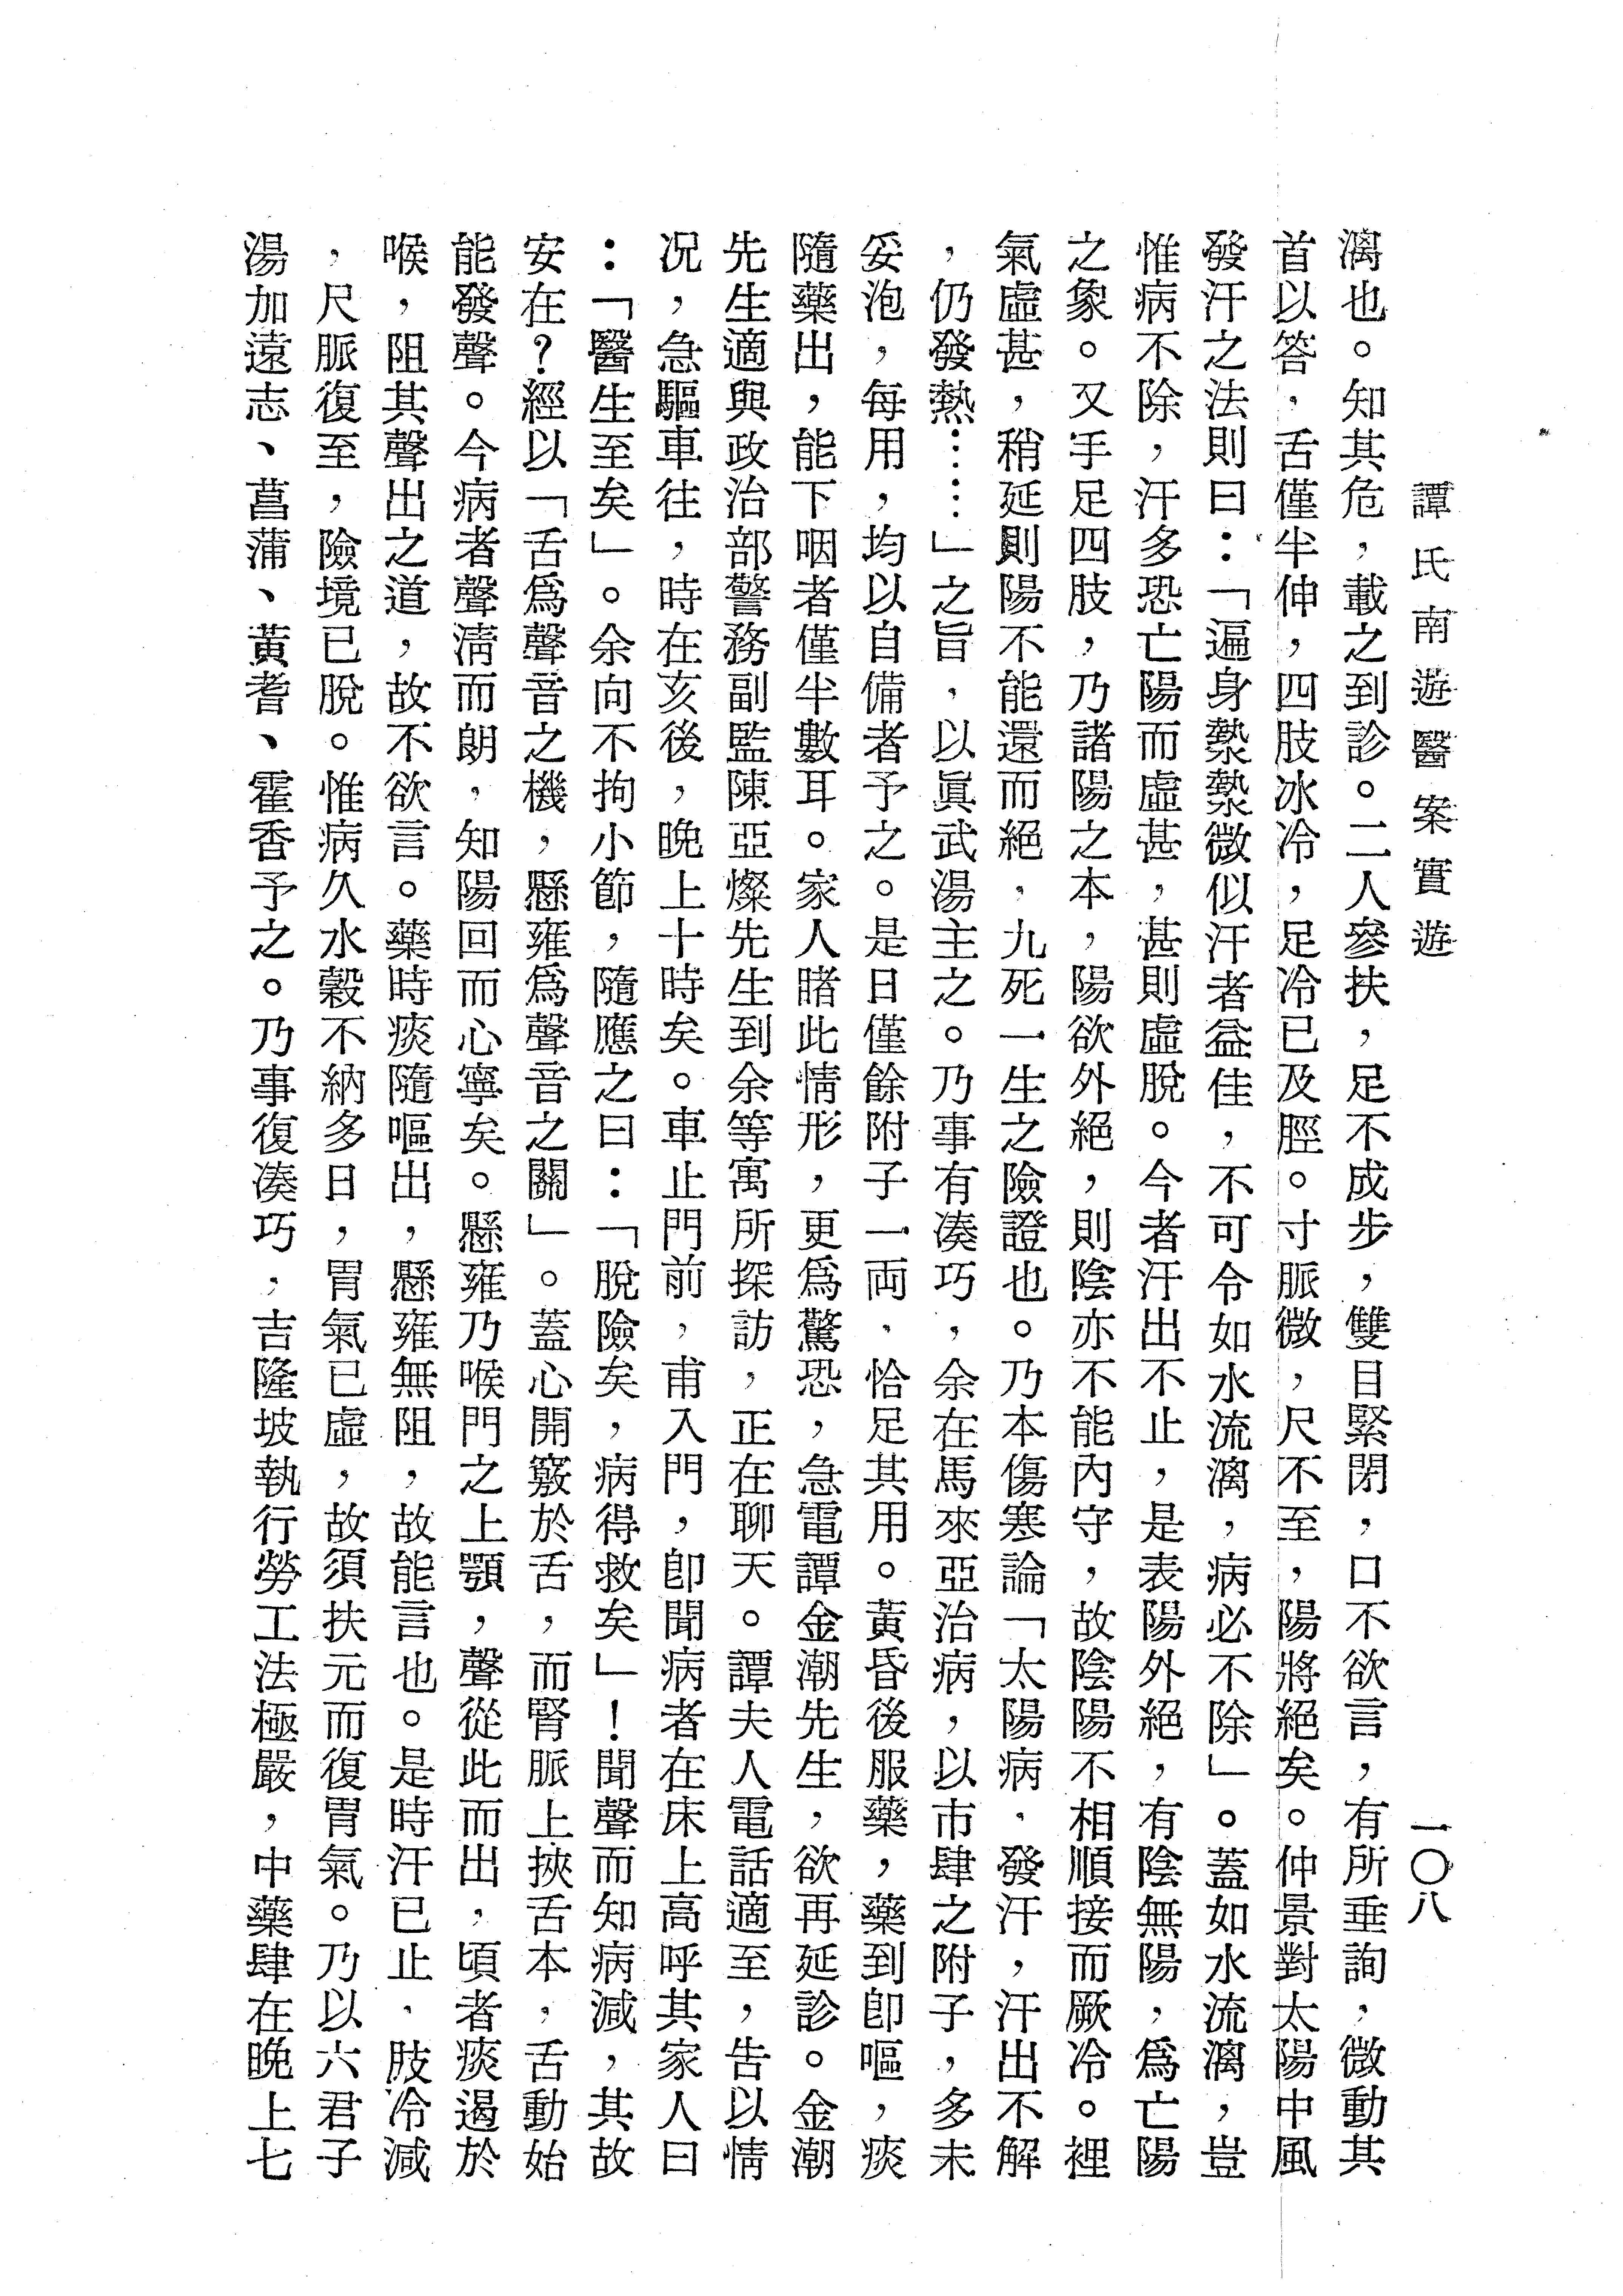 譚氏南遊醫案實遊　一〇八
漓也。知其危，載之到診。二人參扶，足不成步，雙目緊閉，口不欲言，有所垂詢，微動其
首以答，舌僅半伸，四肢冰冷，足冷已及脛。寸脈微，尺不至，陽將絕矣。仲景對太陽中風
發汗之法則曰：「遍身漐漐微似汗者益佳，不可令如水流漓，病必不除」。蓋如水流漓，豈
惟病不除，汗多恐亡陽而虛甚，甚則虛脫。今者汗出不止，是表陽外絕，有陰無陽，爲亡陽
之象。又手足四肢，乃諸陽之本，陽欲外絕，則陰亦不能內守，故陰陽不相順接而厥冷。裡
氣虛甚，稍延則陽不能還而絕，九死一生之險證也。乃本傷寒論「太陽病，發汗，汗出不解
，仍發熱……」之旨，以眞武湯主之。乃事有湊巧，余在馬來亞治病，以市肆之附子，多未
妥泡，每用，均以自備者予之。是日僅餘附子一両，恰足其用。黃昏後服藥，藥到卽嘔，痰
隨藥出，能下咽者僅半數耳。家人睹此情形，更爲驚恐，急電譚金潮先生，欲再延診。金潮
先生適與政治部警務副監陳亞燦先生到余等寓所探訪，正在聊天。譚夫人電話適至，告以情
況，急驅車往，時在亥後，晚上十時矣。車止門前，甫入門，卽聞病者在床上高呼其家人曰
：「醫生至矣」。余向不拘小節，隨應之曰：「脫險矣，病得救矣」！聞聲而知病減，其故
安在？經以「舌爲聲音之機，懸雍爲聲音之關」。蓋心開竅於舌，而腎脈上挾舌本，舌動始
能發聲。今病者聲淸而朗，知陽回而心寧矣。懸雍乃喉門之上顎，聲從此而出，頃者痰遏於
喉，阻其聲出之道，故不欲言。藥時痰隨嘔出，懸雍無阻，故能言也。是時汗已止，肢冷減
，尺脈復至，險境已脫。惟病久水穀不納多日，胃氣已虛，故須扶元而復胃氣。乃以六君子
湯加遠志、菖蒲、黃耆、霍香予之。乃事復湊巧，吉隆坡執行勞工法極嚴，中藥肆在晚上七